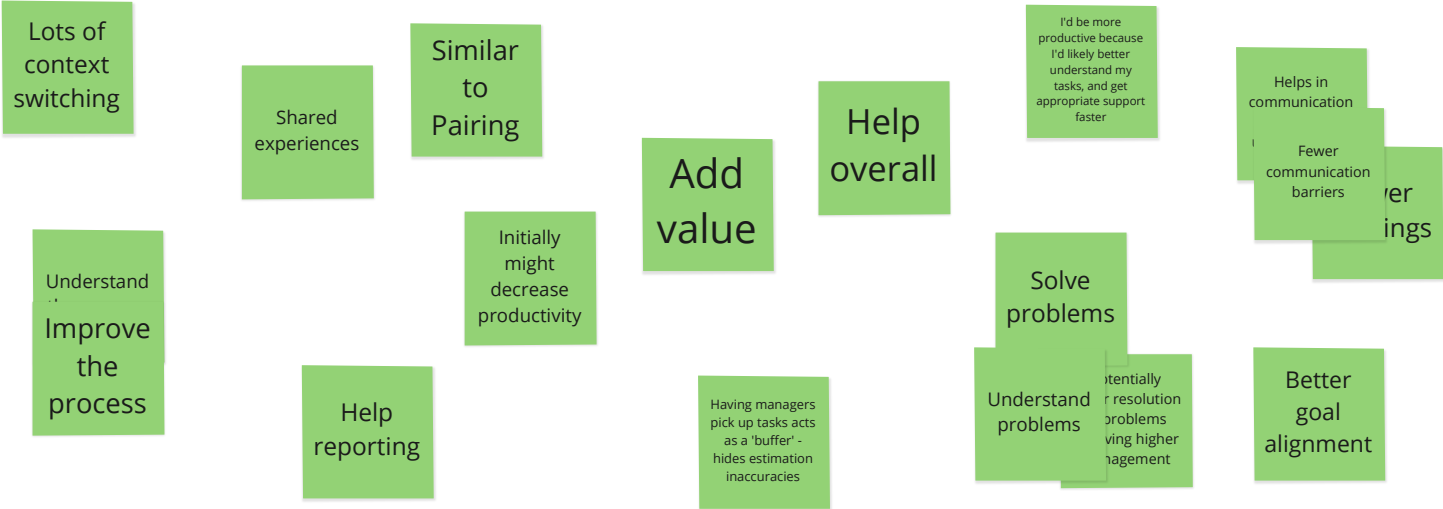 Lots of
context
switching
Shared
experiences
Similar
to
Pairing
Add
value
Help
overall
I'd be more
productive because
I'd likely better
understand my
tasks, and get
appropriate support
faster
Helps in
communication
Fewer
communication
barriers
Understand
Improve
the
process
Initially
might
decrease
productivity
Help
reporting
Having managers
pick up tasks acts
as a 'buffer' -
hides estimation
inaccuracies
Solve
problems
Understand
problems
resolution
management
Better
goal
alignment